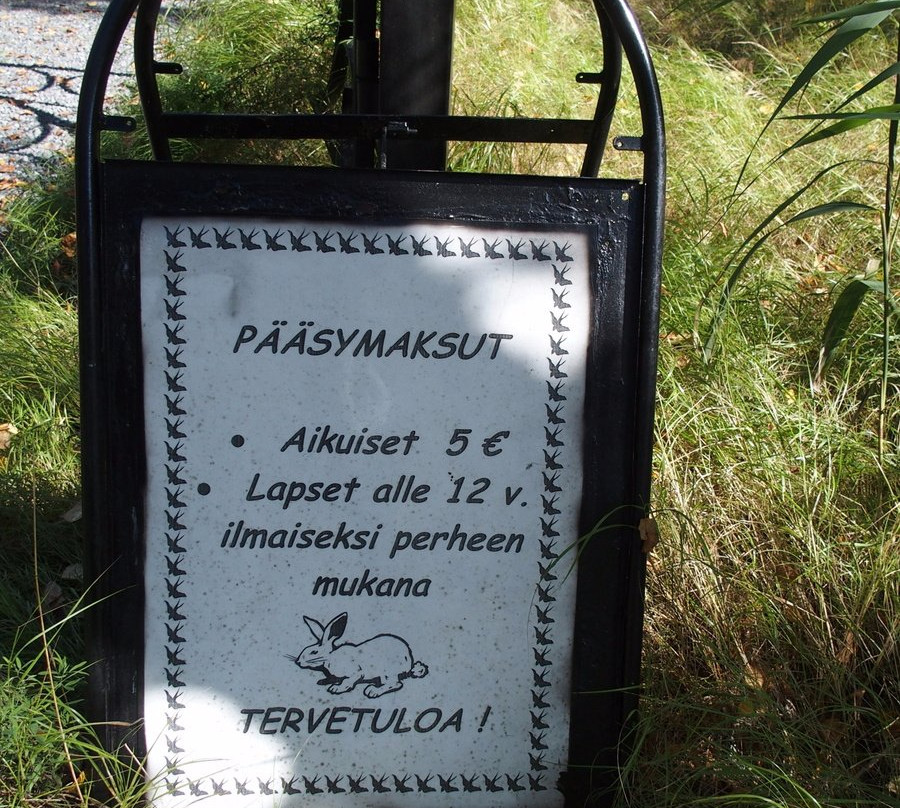 PÄÄSYMAKSUT
• Aikuiset 5 €
• Lapset alle 12 v.
ilmaiseksi perheen
mukana
TERVETULOA !